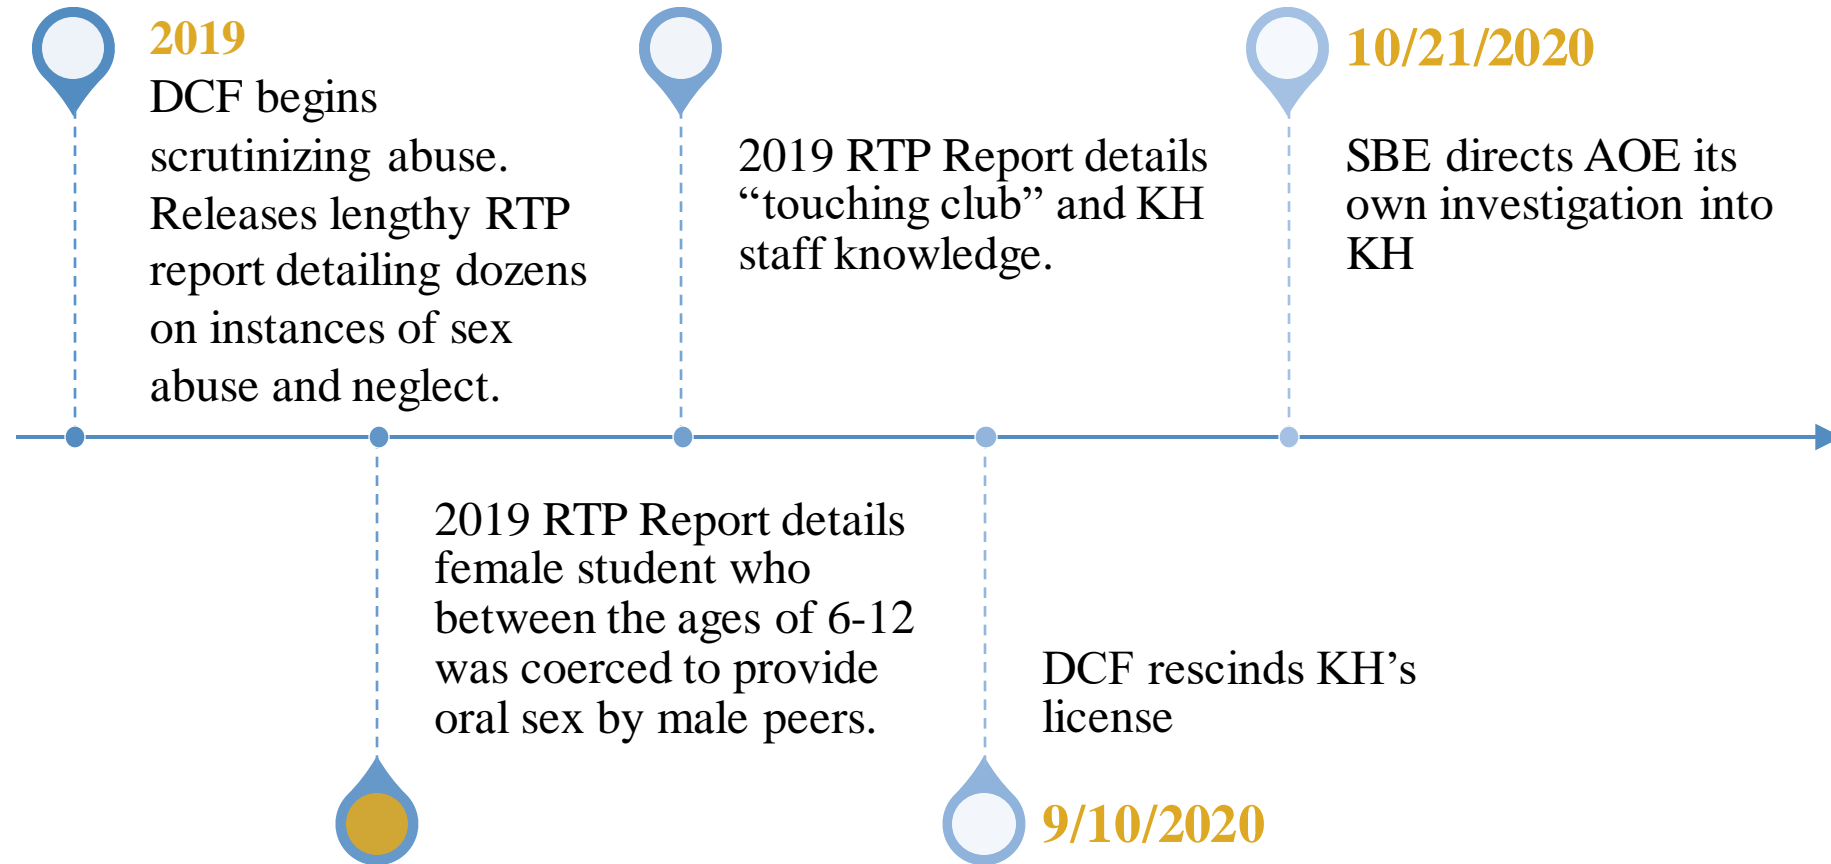 2019
DCF begins
scrutinizing abuse.
Releases lengthy RTP
report detailing dozens
on instances of sex
abuse and neglect.
2019 RTP Report details
female student who
between the ages of 6-12
was coerced to provide
oral sex by male peers.
2019 RTP Report details
“touching club” and KH
staff knowledge.
DCF rescinds KH’s
license
9/10/2020
10/21/2020
SBE directs AOE its
own investigation into
KH